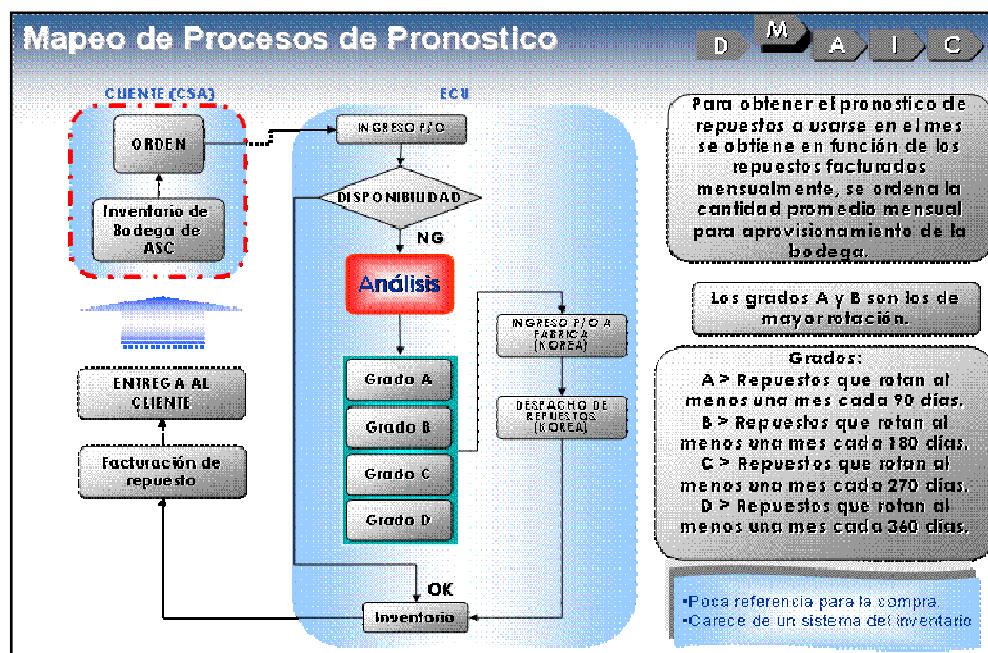 Mapeo de Procesos de Pronostico
D
M
A
I
C
CLIENTE (CSA)
ORDEN
Inventario de
Bodega de
ASC
ENTREGA AL
CLIENTE
Facturación de
repuesto
ECU
INGRESO P/O
DISPONIBILIDAD
NG
Análisis
Grado A
Grado B
Grado C
Grado D
INGRESO P/O A
FABRICA
(KOREA)
DESPACHO DE
REPUESTOS
(KOREA)
OK
Inventario
Para obtener el pronostico de
repuestos a usarse en el mes
se obtiene en función de los
repuestos facturados
mensualmente, se ordena la
cantidad promedio mensual
para aprovisionamiento de la
bodega.
Los grados A y B son los de
mayor rotación.
Grados:
A > Repuestos que rotan al
menos una mes cada 90 días.
B > Repuestos que rotan al
menos una mes cada 180 días.
C > Repuestos que rotan al
menos una mes cada 270 días.
D > Repuestos que rotan al
menos una mes cada 360 días.
•Poca referencia para la compra.
•Carece de un sistema del inventario